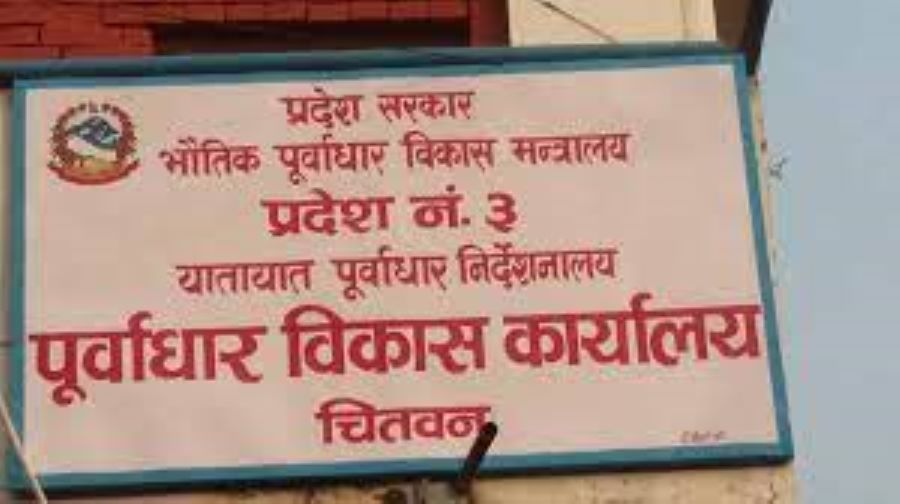 प्रदेश सरकार
भौतिक पूर्वाधार विकास मन्त्रालय
प्रदेश नं. ३
यातायात पूर्वाधार निर्देशनालय
पूर्वाधार विकास कार्यालय
चितवन